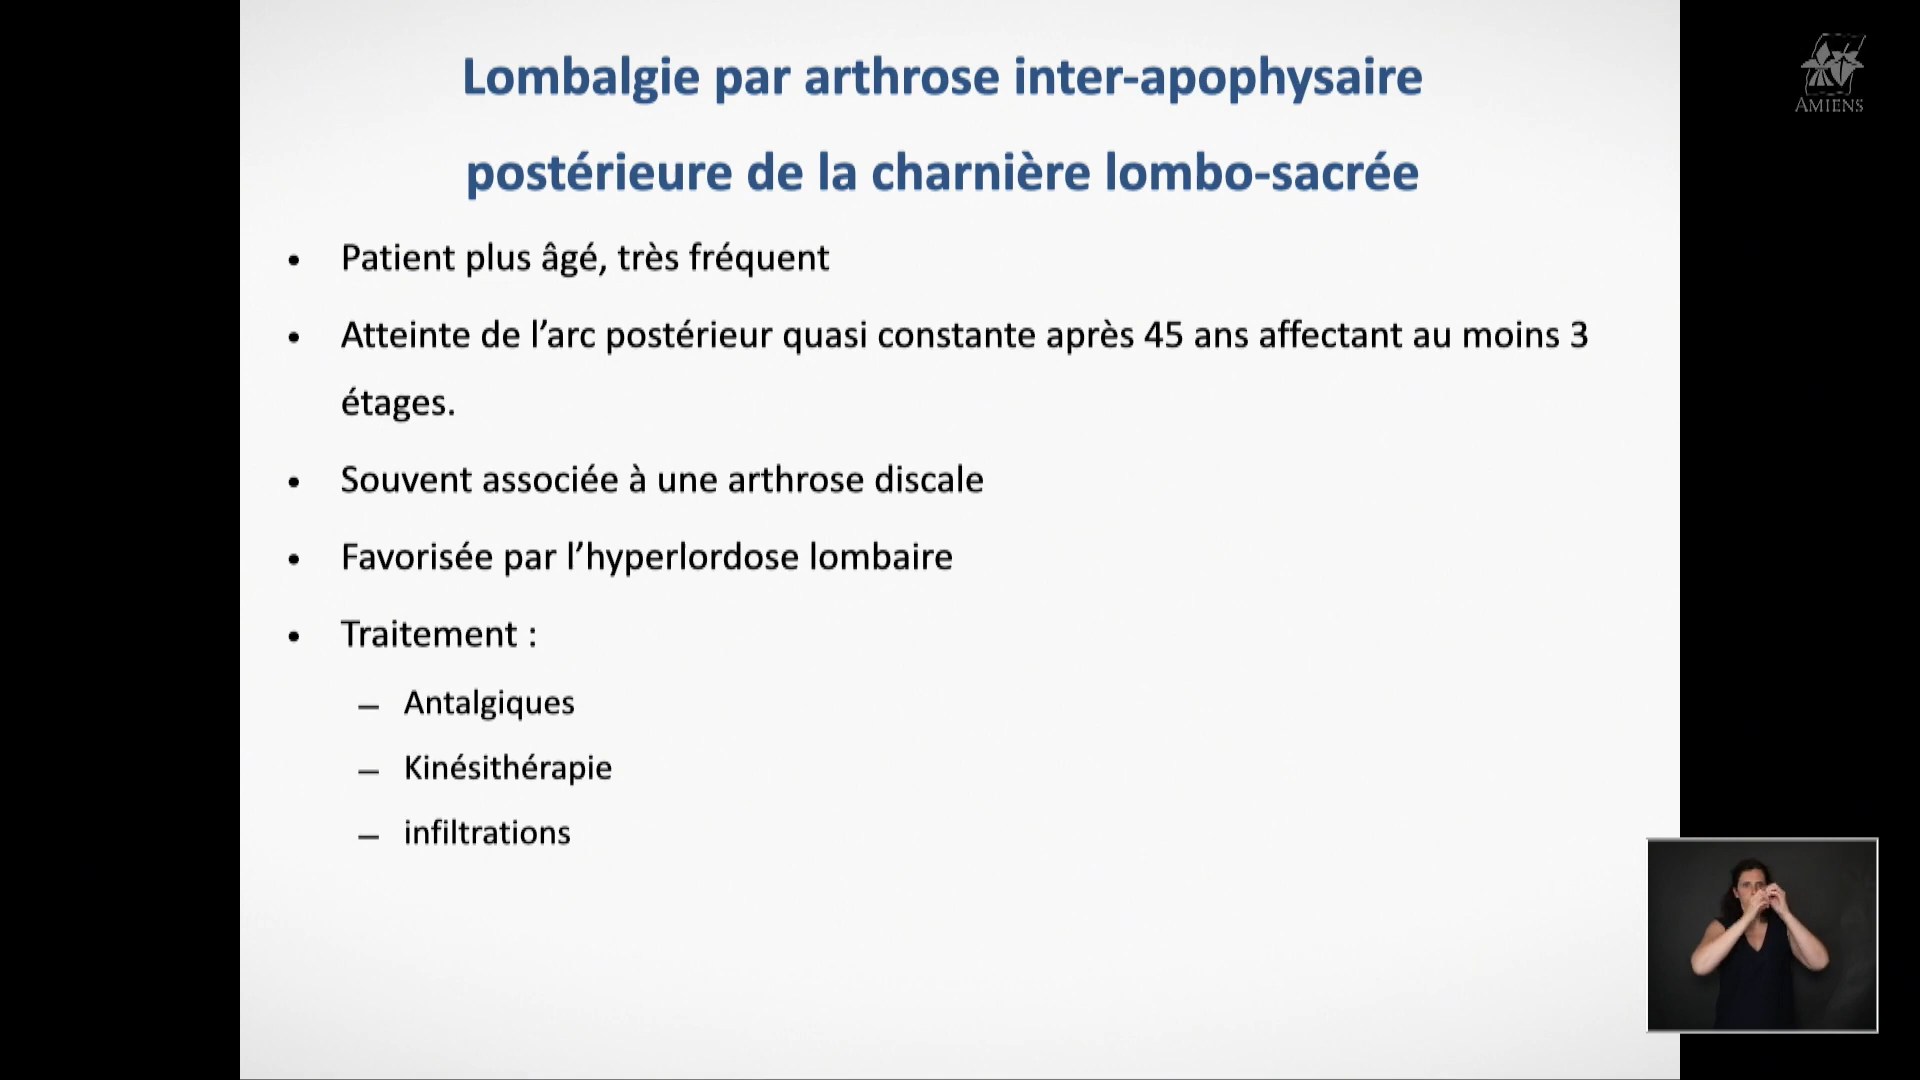 Lombalgie par arthrose inter-apophysaire
postérieure de la charnière lombo-sacrée
• Patient plus âgé, très fréquent
• Atteinte de l’arc postérieur quasi constante après 45 ans affectant au moins 3
étages.
• Souvent associée à une arthrose discale
• Favorisée par l’hyperlordose lombaire
• Traitement :
– Antalgiques
– Kinésithérapie
– infiltrations
AMIENS